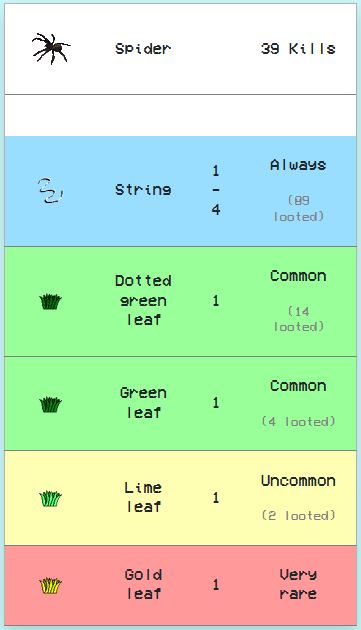 Spider 39 Kills
String
1
-
4
Always
(89
looted)
Dotted
green
leaf
1
Common
(14
looted)
Green
leaf
1
Common
(4 looted)
Lime
leaf
1
Uncommon
(2 looted)
Gold
leaf
1
Very
rare